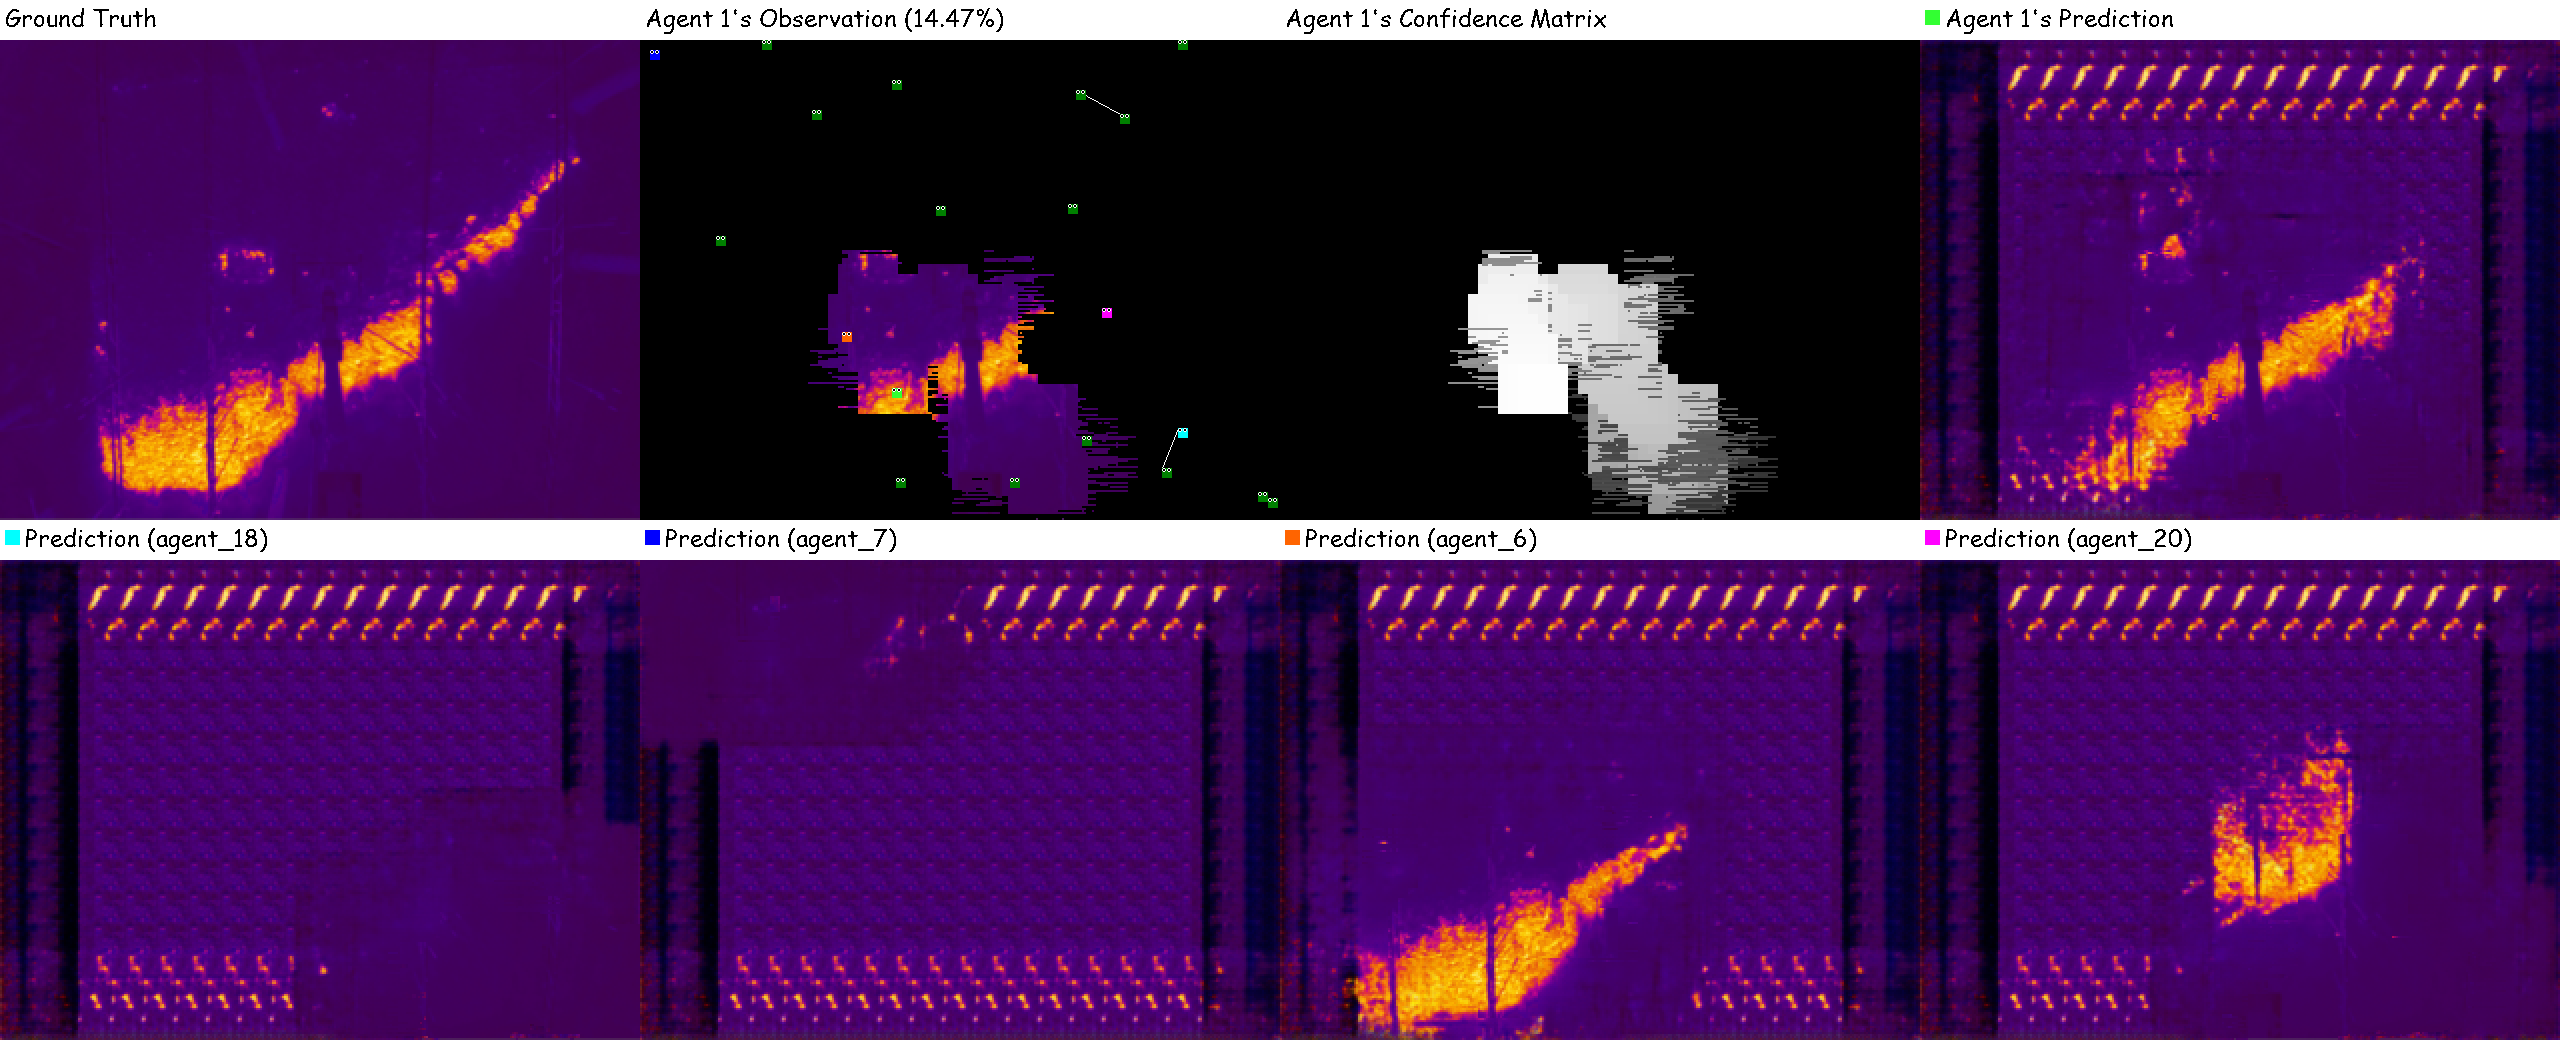 Ground Truth
Agent 1's Observation (14.47%)
Agent 1's Confidence Matrix
Agent 1's Prediction
Prediction (agent_18)
Prediction (agent_7)
Prediction (agent_6)
Prediction (agent_20)